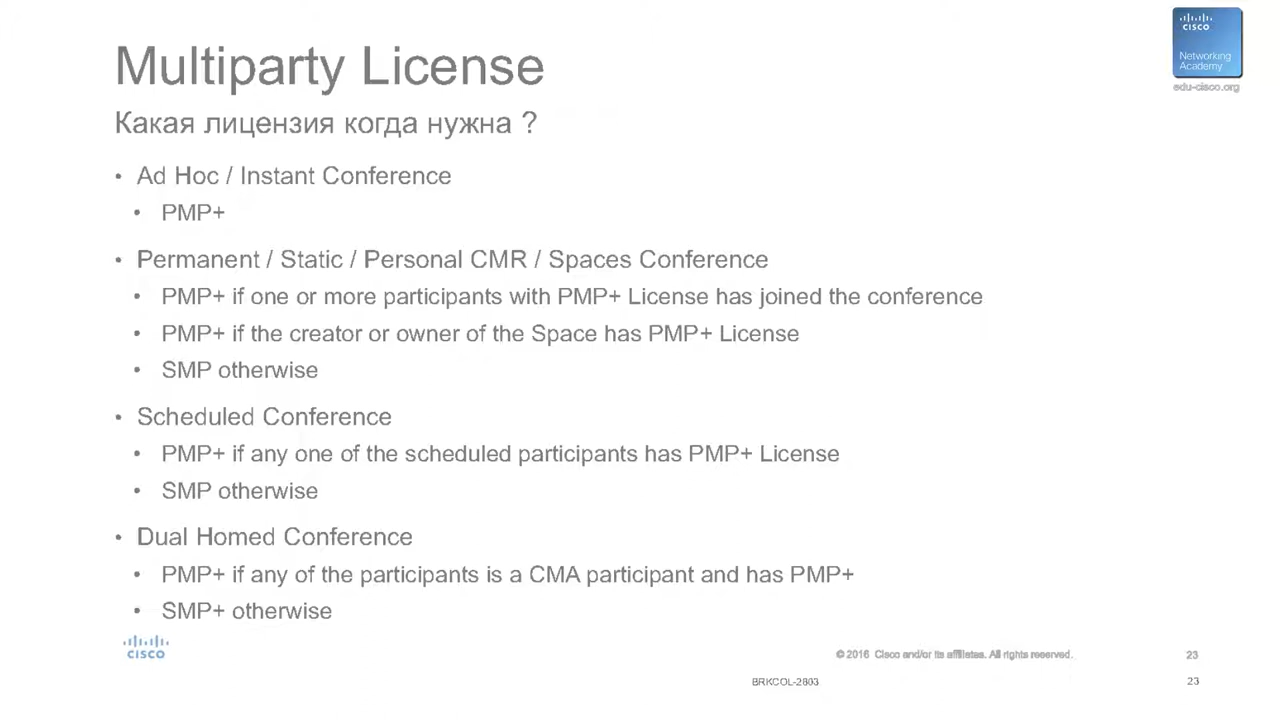 CISCO
Networking
Academy
edu-cisco.org
Multiparty License
Какая лицензия когда нужна ?
• Ad Hoc / Instant Conference
• PMP+
• Permanent / Static / Personal CMR / Spaces Conference
• PMP+ if one or more participants with PMP+ License has joined the conference
• PMP+ if the creator or owner of the Space has PMP+ License
• SMP otherwise
• Scheduled Conference
• PMP+ if any one of the scheduled participants has PMP+ License
• SMP otherwise
• Dual Homed Conference
• PMP+ if any of the participants is a CMA participant and has PMP+
• SMP+ otherwise
CISCO
© 2016 Cisco and/or its affiliates. All rights reserved. 23
BRKCOL-2803 23